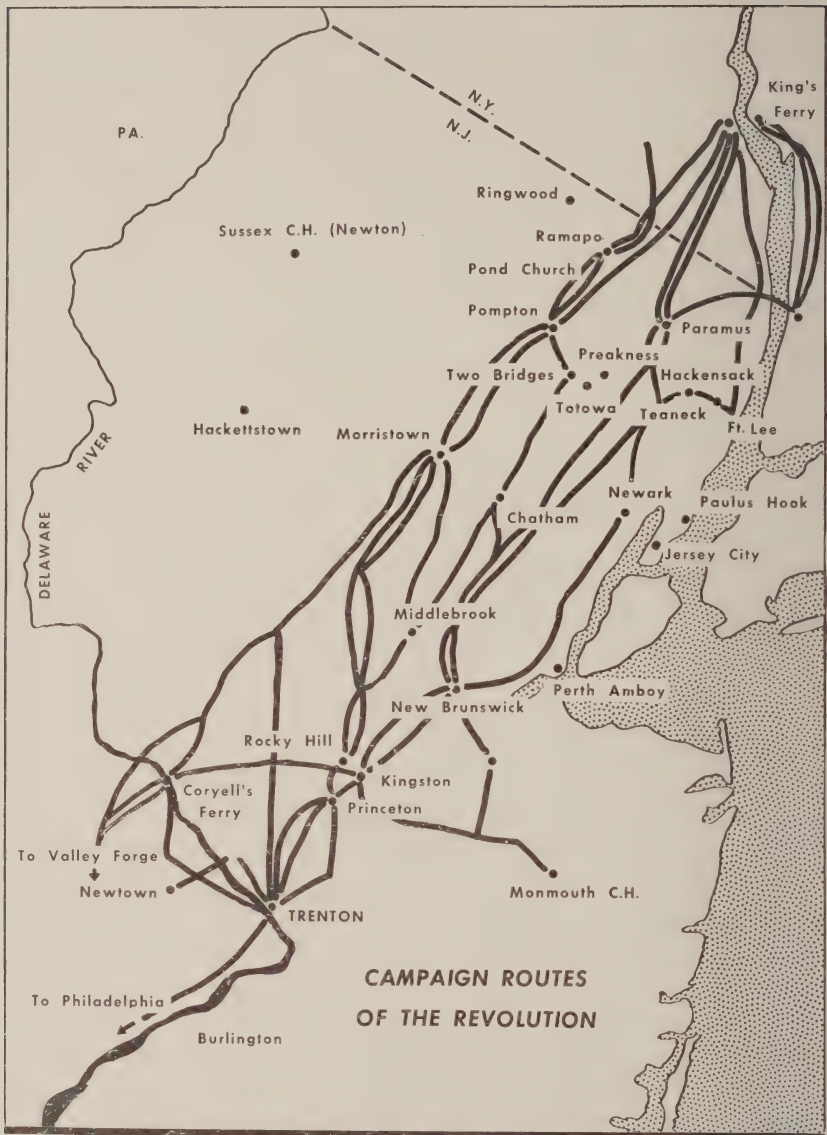 King's
Ferry
N.Y.
N.J.
PA.
Ringwood
Sussex C.H. (Newton)
Ramapo
Pond Church
Pompton
Paramus
Preakness
Two Bridges
Hackensack
Totowa
Teaneck
Hackettstown
Morristown
Ft. Lee
DELAWARE
RIVER
Newark
Paulus Hook
Chatham
Jersey City
Middlebrook
Perth Amboy
New Brunswick
Rocky Hill
Kingston
Coryell's
Ferry
Princeton
To Valley Forge
Newtown
Monmouth C.H.
TRENTON
CAMPAIGN ROUTES
OF THE REVOLUTION
To Philadelphia
Burlington